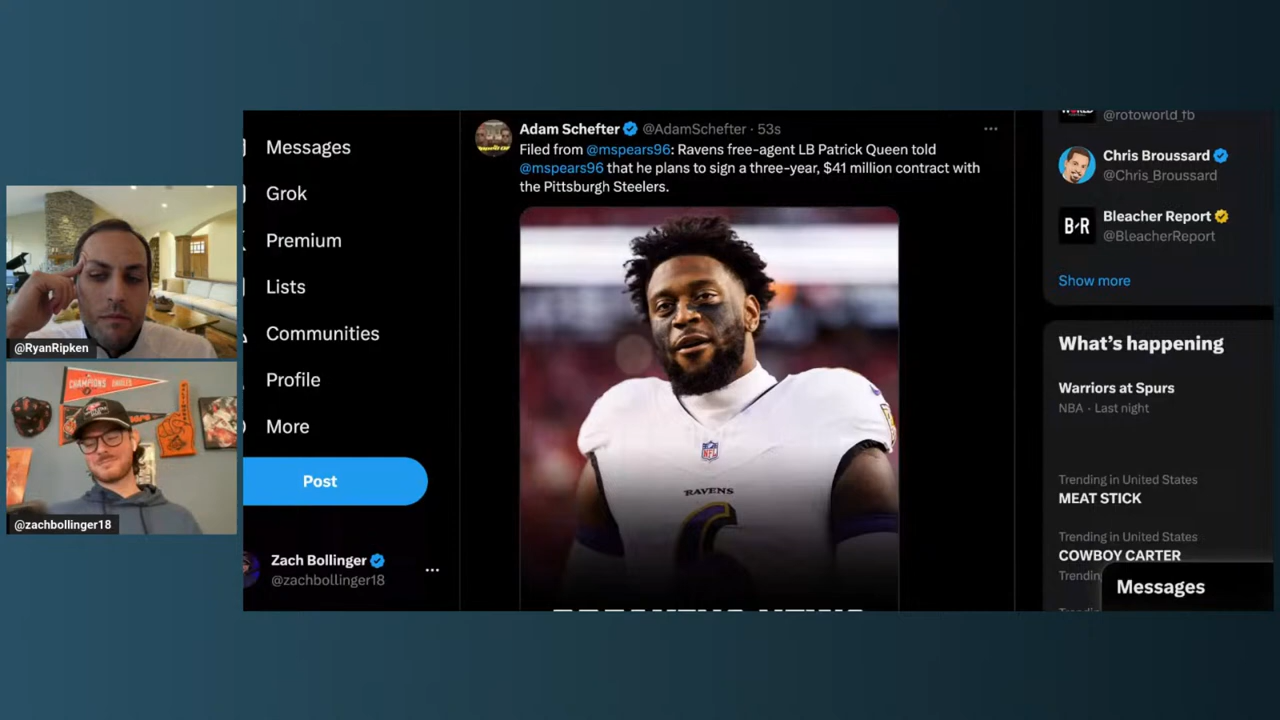 @RyanRipken
CHAMPIONS
@zachbollinger18
Messages
Grok
Premium
Lists
Communities
Profile
More
Post
Zach Bollinger
@zachbollinger18
Adam Schefter @AdamSchefter · 53s
Filed from @mspears96: Ravens free-agent LB Patrick Queen told
@mspears96 that he plans to sign a three-year, $41 million contract with
the Pittsburgh Steelers.
NFL
RAVENS
6
@rotoworld_fb
Chris Broussard
@Chris_Broussard
B/R
Bleacher Report
@BleacherReport
Show more
What’s happening
Warriors at Spurs
NBA · Last night
Trending in United States
MEAT STICK
Trending in United States
COWBOY CARTER
Trending
Messages